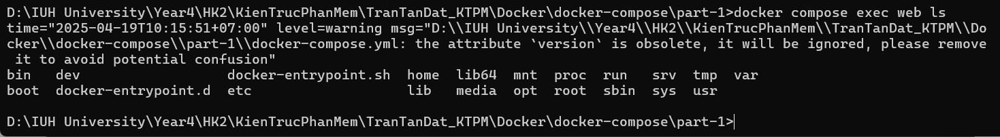 D:\IUH University\Year4\HK2\KienTrucPhanMem\TranTanDat_KTPM\Docker\docker-compose\part-1>docker compose exec web ls
time="2025-04-19T10:15:51+07:00" level=warning msg="D:\\IUH University\\Year4\\HK2\\KienTrucPhanMem\\TranTanDat_KTPM\\Do
cker\\docker-compose\\part-1\\docker-compose.yml: the attribute `version` is obsolete, it will be ignored, please remove
 it to avoid potential confusion"
bin   dev                  docker-entrypoint.sh  home  lib64  mnt  proc  run   srv  tmp  var
boot  docker-entrypoint.d  etc                   lib   media  opt  root  sbin  sys  usr
D:\IUH University\Year4\HK2\KienTrucPhanMem\TranTanDat_KTPM\Docker\docker-compose\part-1>